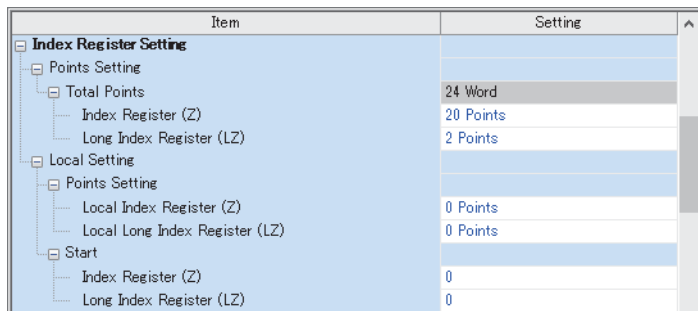 Item Setting
Index Register Setting
Points Setting
Total Points 24 Word
Index Register (Z) 20 Points
Long Index Register (LZ) 2 Points
Local Setting
Points Setting
Local Index Register (Z) 0 Points
Local Long Index Register (LZ) 0 Points
Start
Index Register (Z) 0
Long Index Register (LZ) 0